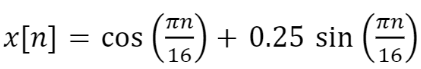 x[n] = cos (πn/16) + 0.25 sin (πn/16)